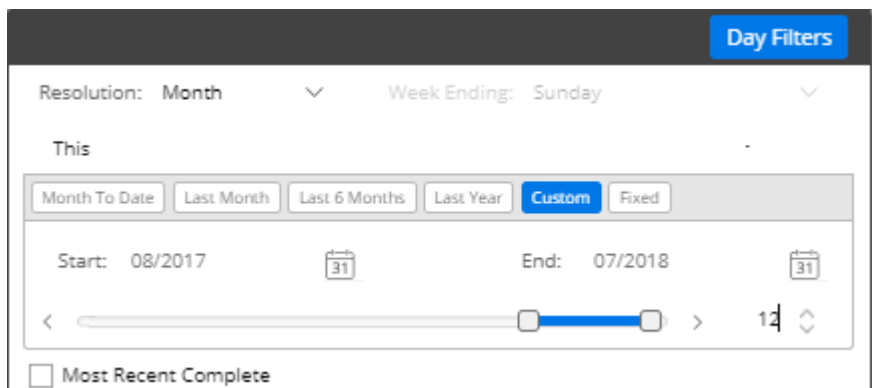 Day Filters
Resolution: Month Week Ending: Sunday
This -
Month To Date Last Month Last 6 Months Last Year Custom Fixed
Start: 08/2017 31 End: 07/2018 31
< > 12
Most Recent Complete